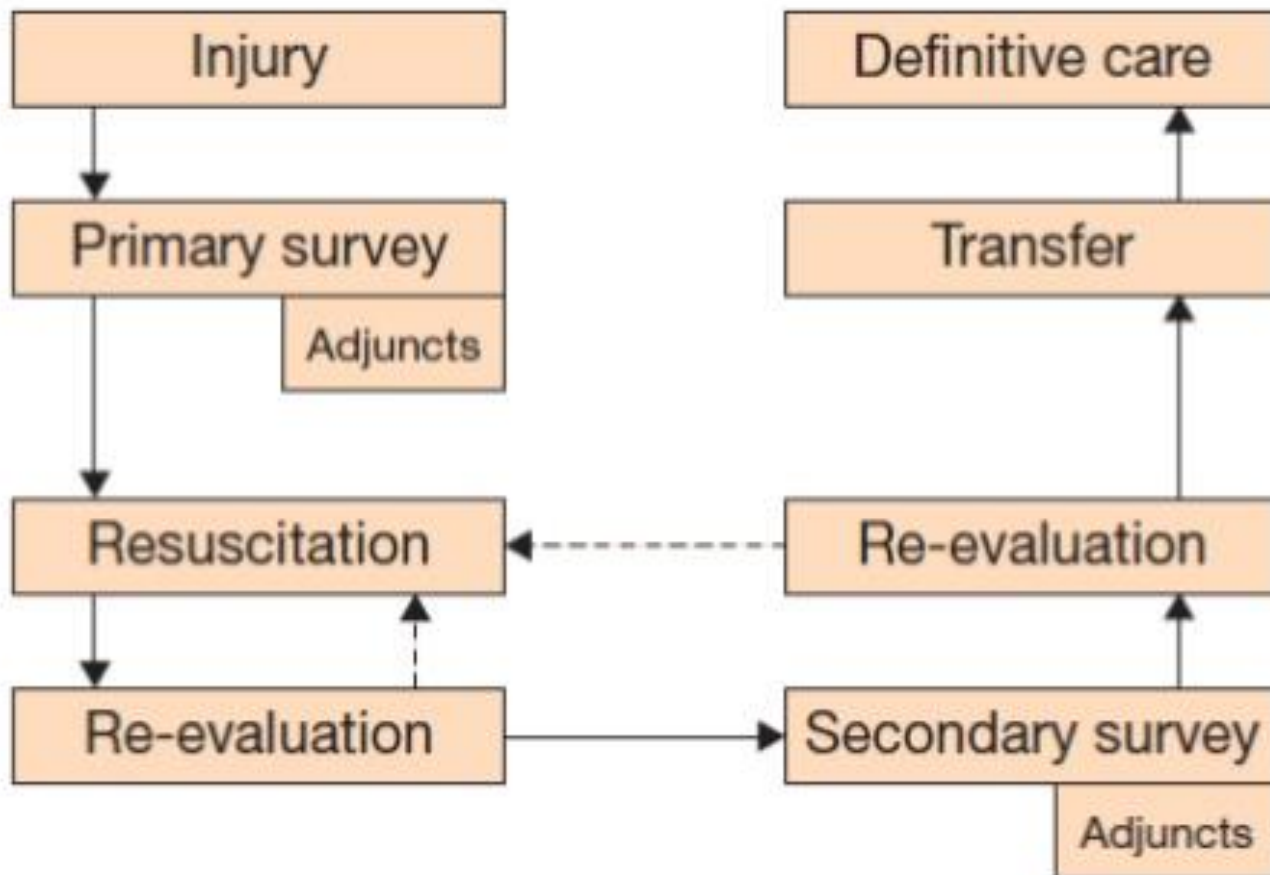 Injury
Primary survey
Adjuncts
Resuscitation
Re-evaluation
Secondary survey
Adjuncts
Re-evaluation
Transfer
Definitive care